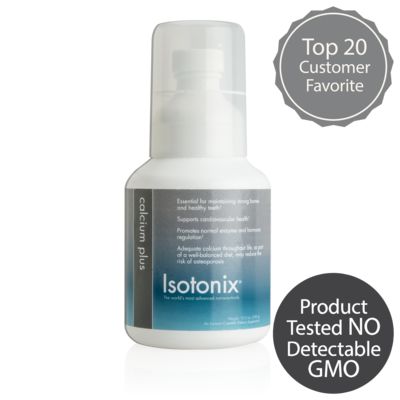 Top 20
Customer
Favorite
calcium plus
Essential for maintaining strong bones
and healthy teeth†
Supports cardiovascular health†
Promotes normal enzyme and hormone
regulation†
Adequate calcium throughout life, as part
of a well-balanced diet, may reduce the
risk of osteoporosis
Isotonix®
The world's most advanced nutraceuticals
Product
Tested NO
Detectable
GMO